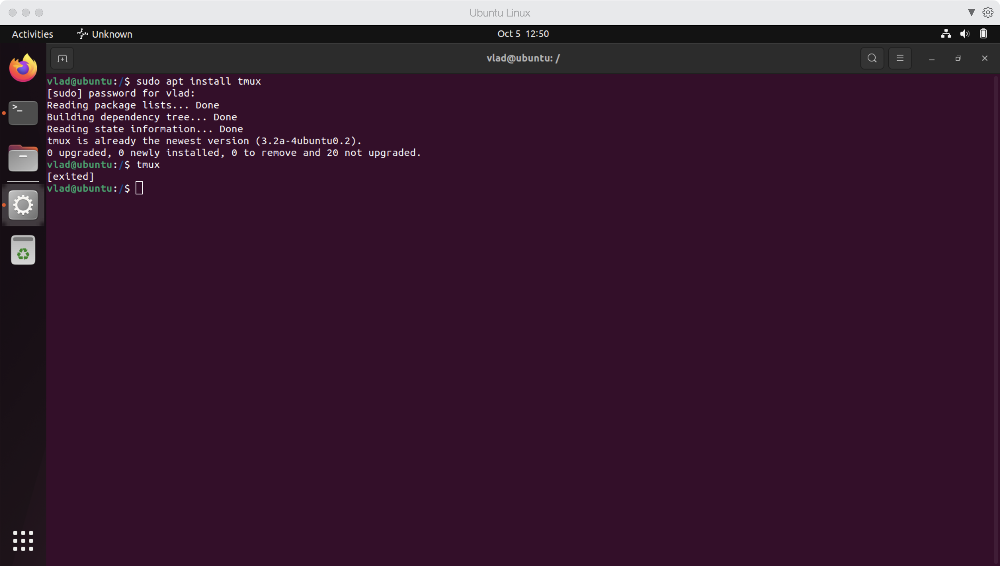 Ubuntu Linux
Activities
Unknown
Oct 5 12:50
vlad@ubuntu: /
vlad@ubuntu:/$ sudo apt install tmux
[sudo] password for vlad:
Reading package lists... Done
Building dependency tree... Done
Reading state information... Done
tmux is already the newest version (3.2a-4ubuntu0.2).
0 upgraded, 0 newly installed, 0 to remove and 20 not upgraded.
vlad@ubuntu:/$ tmux
[exited]
vlad@ubuntu:/$